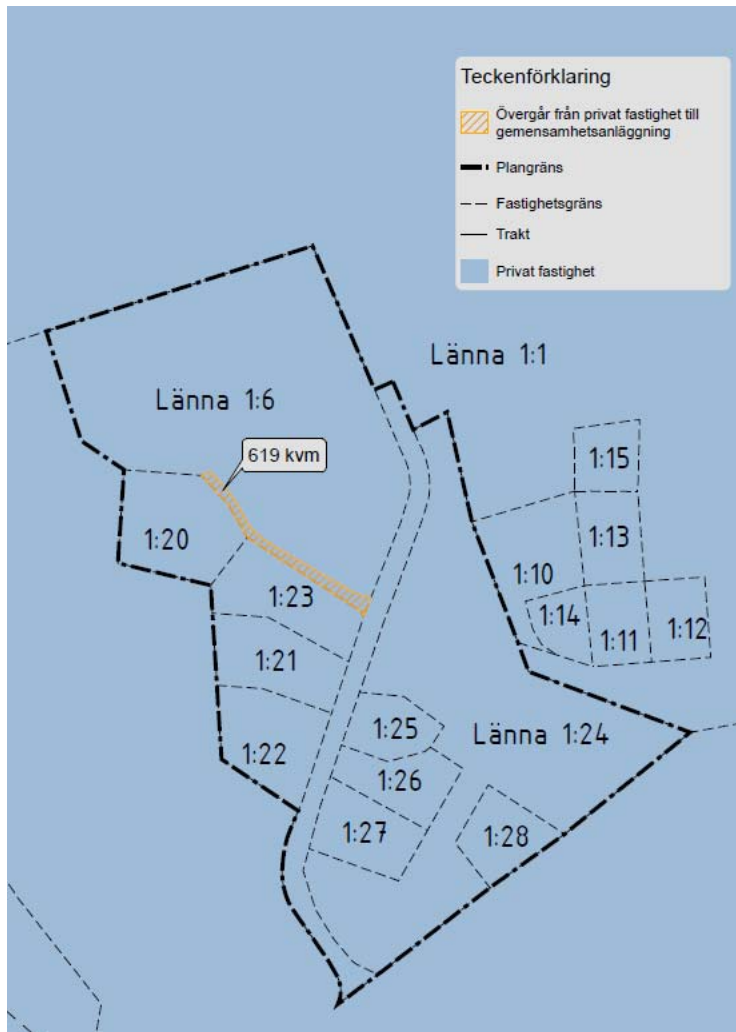 Teckenförklaring
Övergår från privat fastighet till
gemensamhetsanläggning
Plangräns
Fastighetsgräns
Trakt
Privat fastighet
Länna 1:1
Länna 1:6
619 kvm
1:15
1:13
1:20
1:10
1:23
1:14
1:11
1:12
1:21
1:25
Länna 1:24
1:22
1:26
1:27
1:28